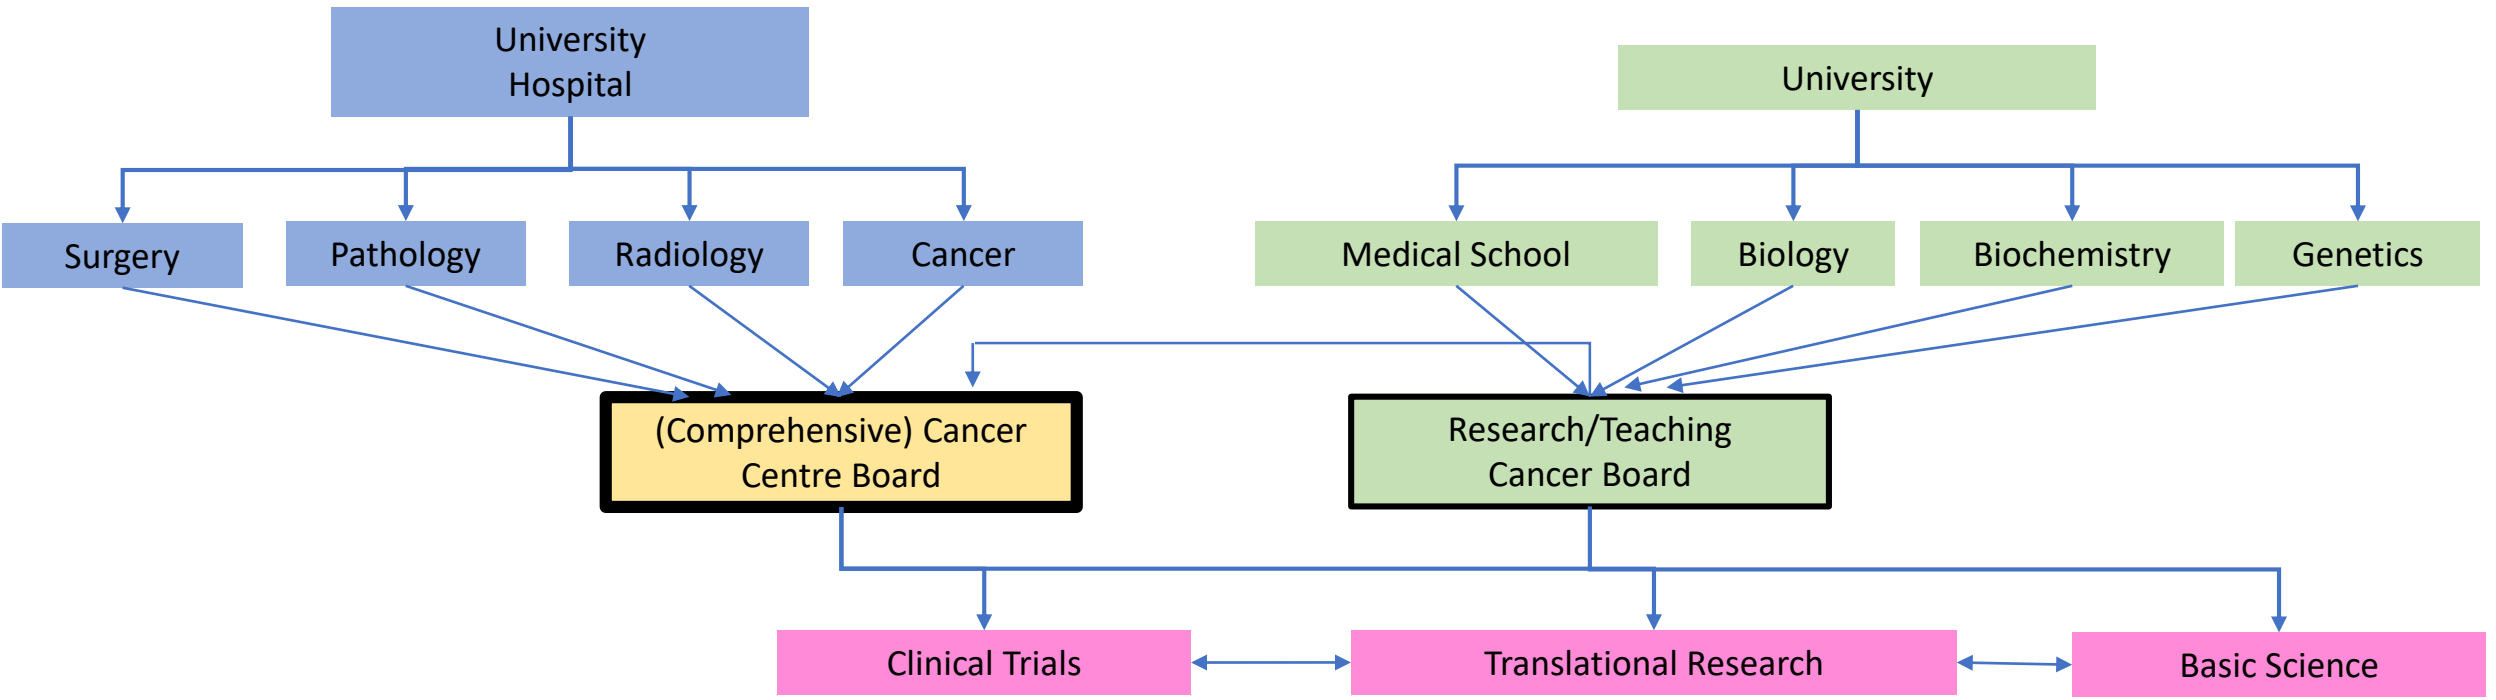 University
Hospital
University
Surgery
Pathology
Radiology
Cancer
Medical School
Biology
Biochemistry
Genetics
(Comprehensive) Cancer
Centre Board
Research/Teaching
Cancer Board
Clinical Trials
Translational Research
Basic Science